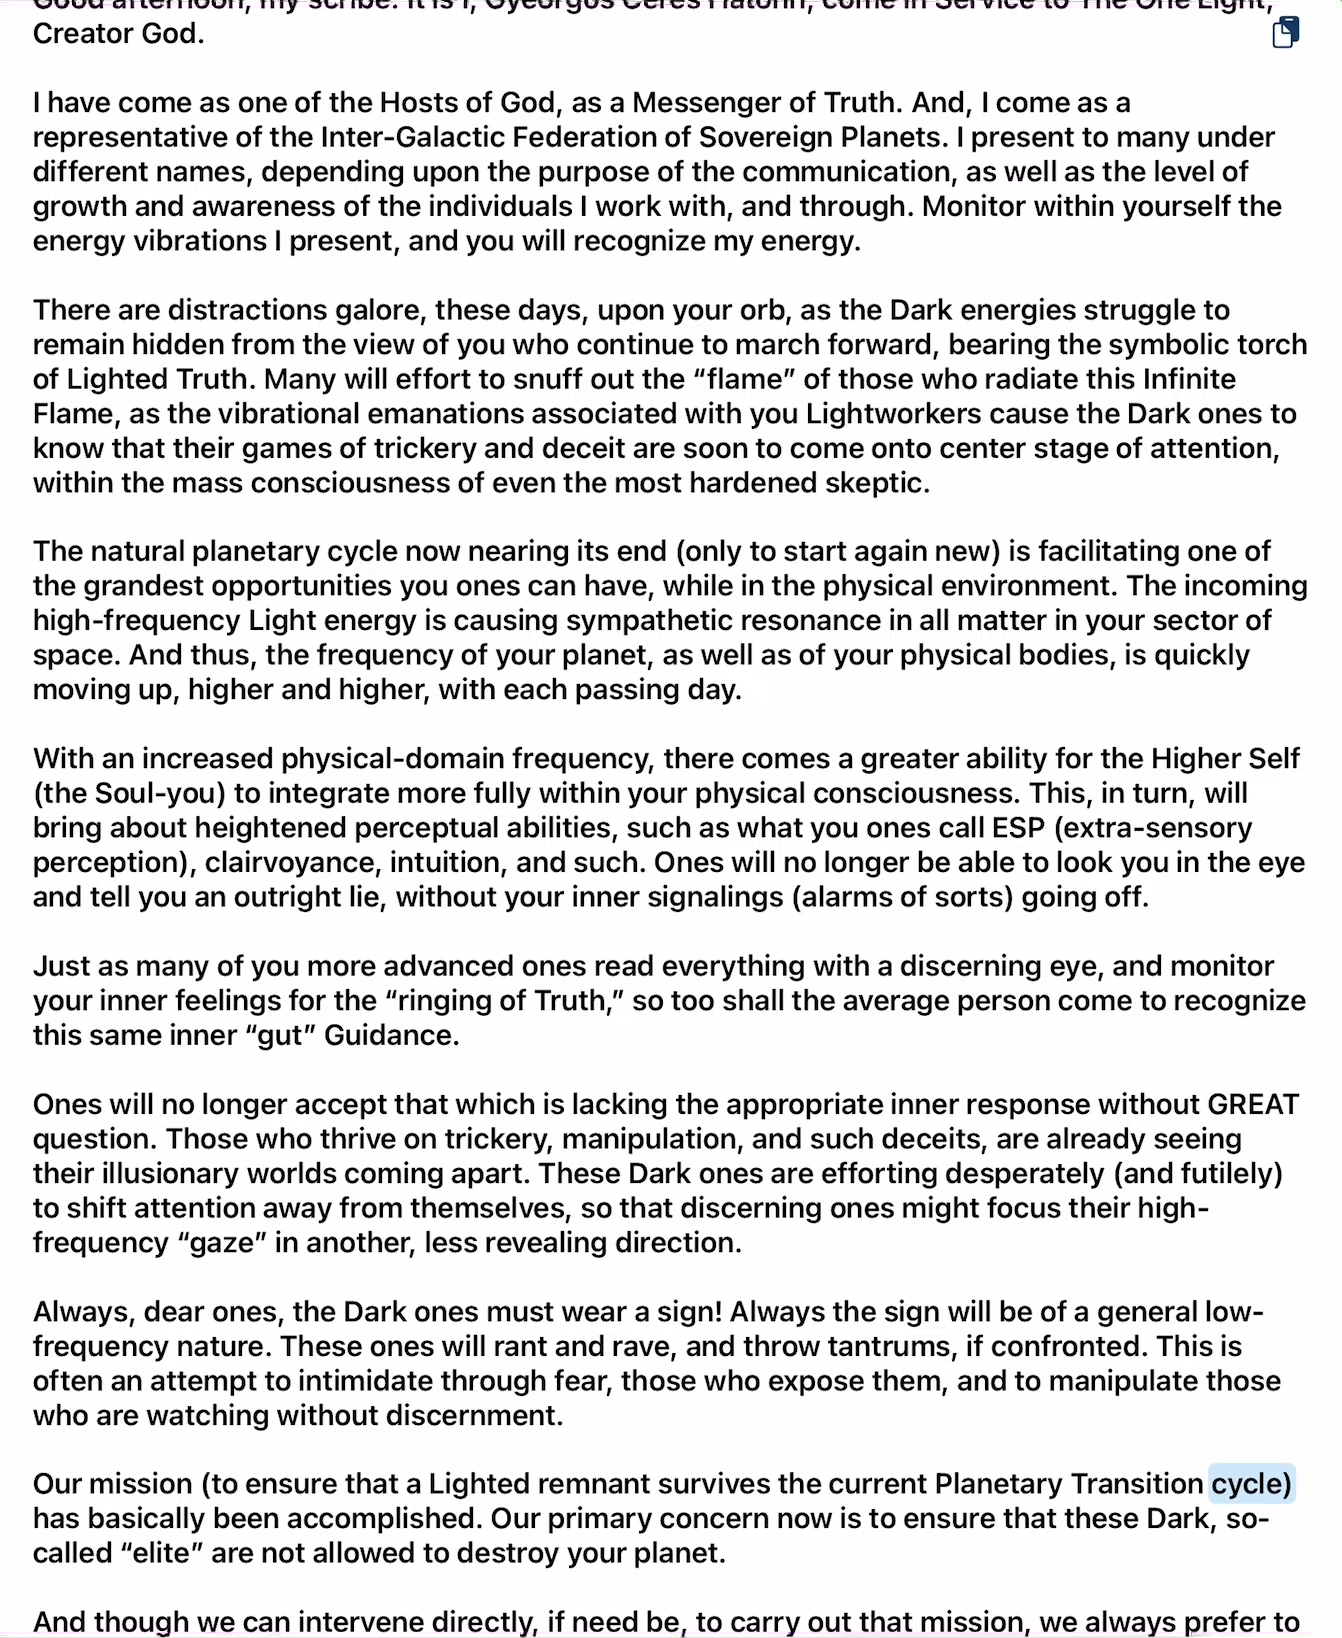 Good afternoon, my scribe. It is I, Gyeorgos Ceres Hatonn, come in Service to The One Light,
Creator God.
I have come as one of the Hosts of God, as a Messenger of Truth. And, I come as a
representative of the Inter-Galactic Federation of Sovereign Planets. I present to many under
different names, depending upon the purpose of the communication, as well as the level of
growth and awareness of the individuals I work with, and through. Monitor within yourself the
energy vibrations I present, and you will recognize my energy.
There are distractions galore, these days, upon your orb, as the Dark energies struggle to
remain hidden from the view of you who continue to march forward, bearing the symbolic torch
of Lighted Truth. Many will effort to snuff out the “flame” of those who radiate this Infinite
Flame, as the vibrational emanations associated with you Lightworkers cause the Dark ones to
know that their games of trickery and deceit are soon to come onto center stage of attention,
within the mass consciousness of even the most hardened skeptic.
The natural planetary cycle now nearing its end (only to start again new) is facilitating one of
the grandest opportunities you ones can have, while in the physical environment. The incoming
high-frequency Light energy is causing sympathetic resonance in all matter in your sector of
space. And thus, the frequency of your planet, as well as of your physical bodies, is quickly
moving up, higher and higher, with each passing day.
With an increased physical-domain frequency, there comes a greater ability for the Higher Self
(the Soul-you) to integrate more fully within your physical consciousness. This, in turn, will
bring about heightened perceptual abilities, such as what you ones call ESP (extra-sensory
perception), clairvoyance, intuition, and such. Ones will no longer be able to look you in the eye
and tell you an outright lie, without your inner signalings (alarms of sorts) going off.
Just as many of you more advanced ones read everything with a discerning eye, and monitor
your inner feelings for the “ringing of Truth,” so too shall the average person come to recognize
this same inner “gut” Guidance.
Ones will no longer accept that which is lacking the appropriate inner response without GREAT
question. Those who thrive on trickery, manipulation, and such deceits, are already seeing
their illusionary worlds coming apart. These Dark ones are efforting desperately (and futilely)
to shift attention away from themselves, so that discerning ones might focus their high-
frequency “gaze” in another, less revealing direction.
Always, dear ones, the Dark ones must wear a sign! Always the sign will be of a general low-
frequency nature. These ones will rant and rave, and throw tantrums, if confronted. This is
often an attempt to intimidate through fear, those who expose them, and to manipulate those
who are watching without discernment.
Our mission (to ensure that a Lighted remnant survives the current Planetary Transition cycle)
has basically been accomplished. Our primary concern now is to ensure that these Dark, so-
called “elite” are not allowed to destroy your planet.
And though we can intervene directly, if need be, to carry out that mission, we always prefer to